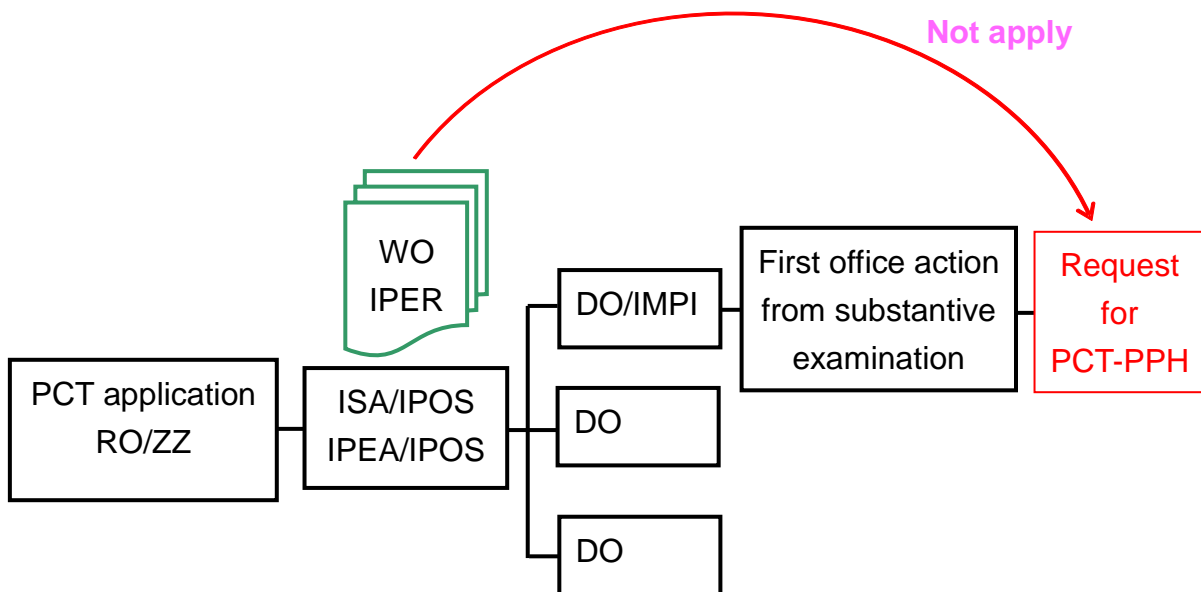 Not apply
WO
IPER
PCT application
RO/ZZ
ISA/IPOS
IPEA/IPOS
DO/IMPI
DO
DO
First office action
from substantive
examination
Request
for
PCT-PPH